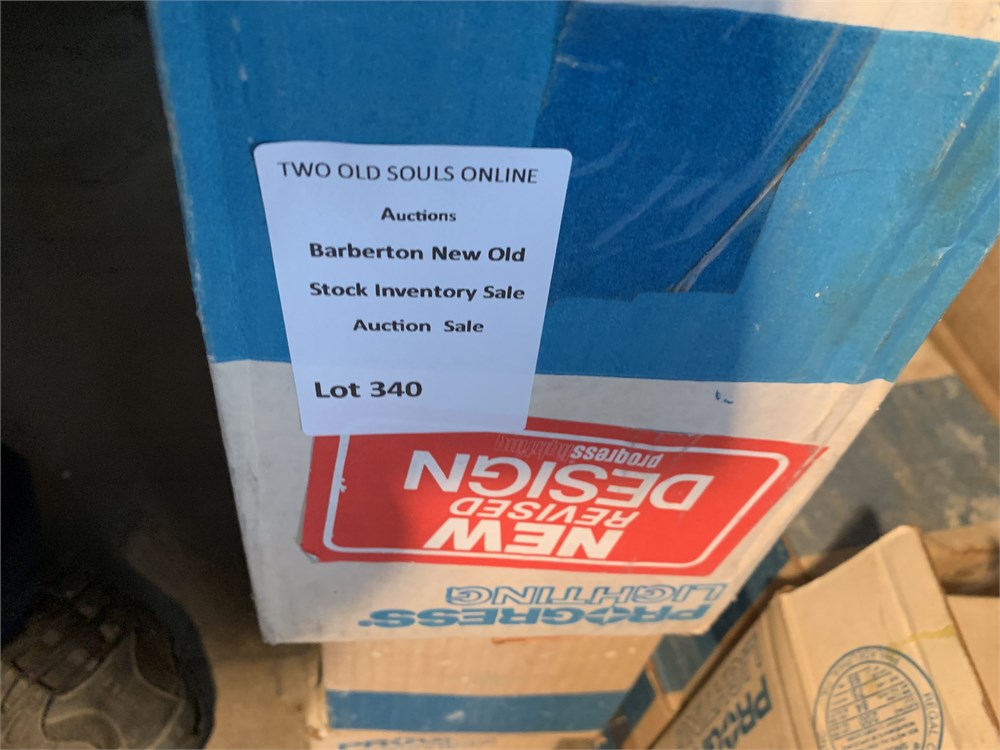 TWO OLD SOULS ONLINE
Auctions
Barberton New Old
Stock Inventory Sale
Auction Sale
Lot 340
NEW
REVISED
DESIGN
progress lighting
PROGRESS®
LIGHTING